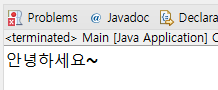 Problems @ Javadoc Declara
<terminated> Main [Java Application] C
안녕하세요~